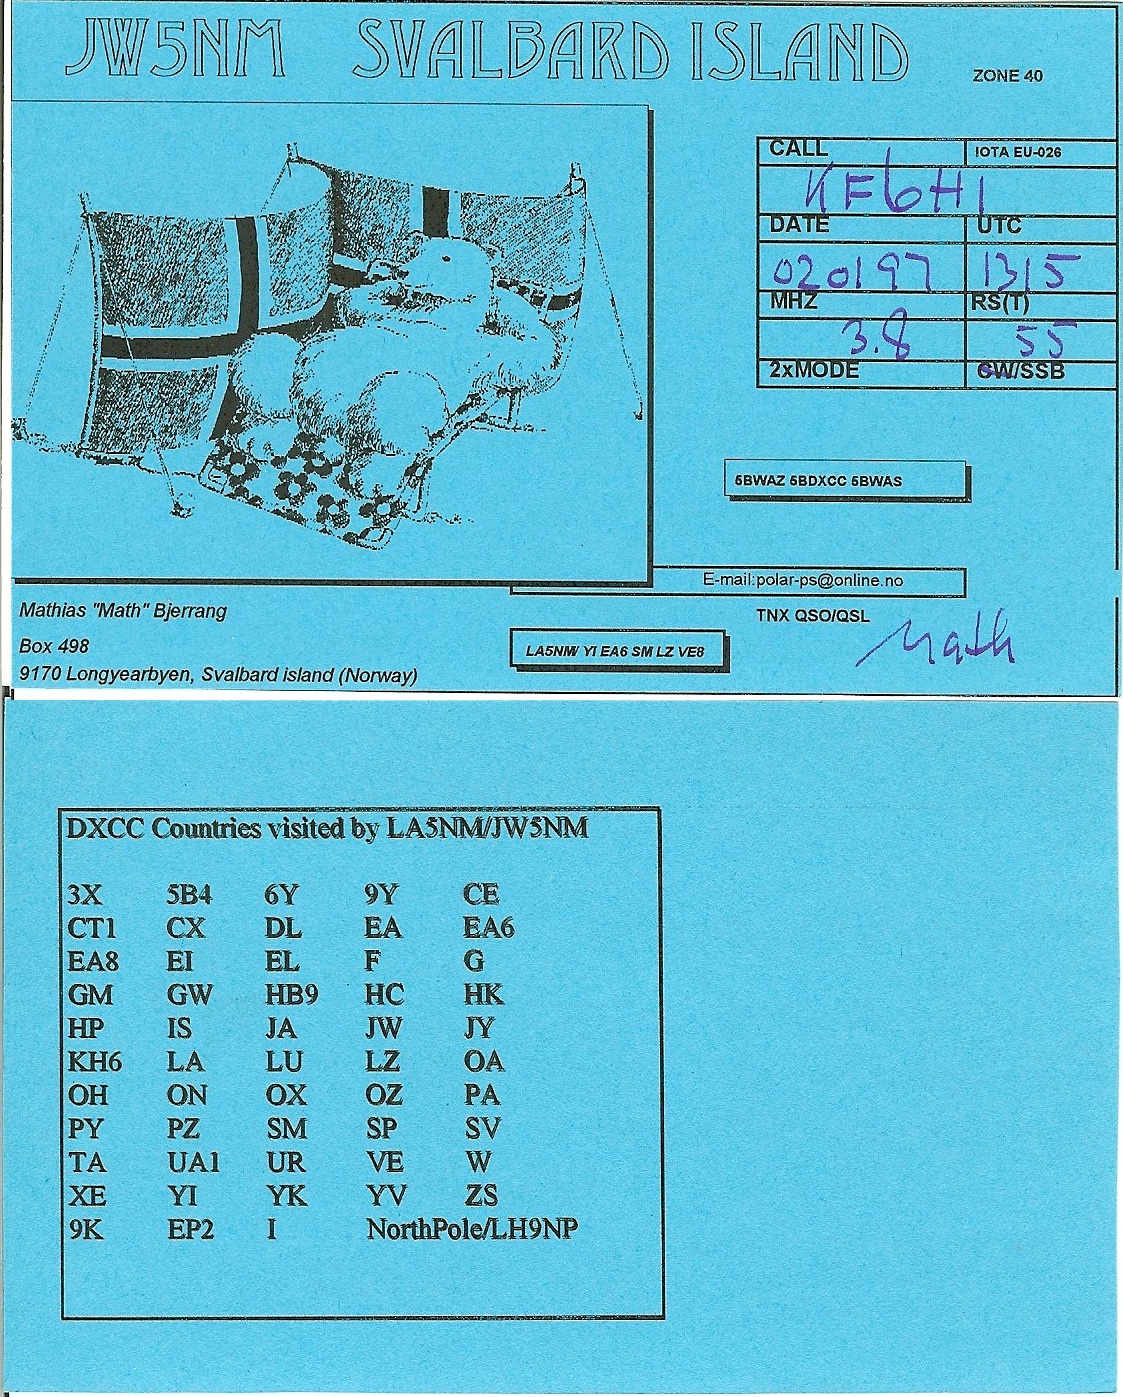 JW5NM SVALBARD ISLAND ZONE 40
CALL IOTA EU-026
KF6HI
DATE UTC
020197 1315
MHZ RS(T)
3.8 55
2xMODE CW/SSB
5BWAZ 5BDXCC 5BWAS
E-mail:polar-ps@online.no
Mathias "Math" Bjerrang
TNX QSO/QSL
Math
Box 498
LA5NM/ YI EA6 SM LZ VE8
9170 Longyearbyen, Svalbard island (Norway)
DXCC Countries visited by LA5NM/JW5NM
3X 5B4 6Y 9Y CE
CT1 CX DL EA EA6
EA8 EI EL F G
GM GW HB9 HC HK
HP IS JA JW JY
KH6 LA LU LZ OA
OH ON OX OZ PA
PY PZ SM SP SV
TA UA1 UR VE W
XE YI YK YV ZS
9K EP2 I NorthPole/LH9NP